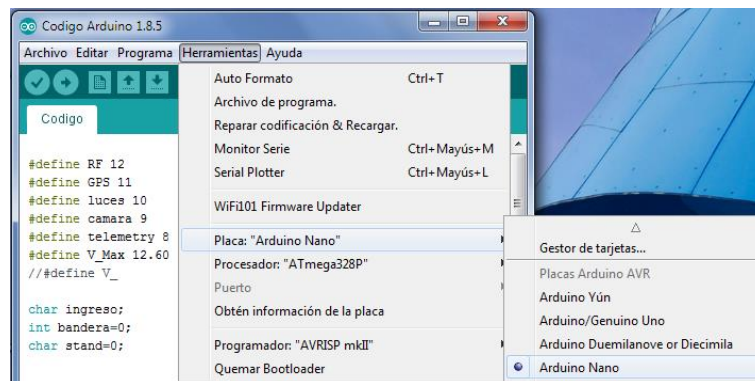 Codigo Arduino 1.8.5
Archivo Editar Programa Herramientas Ayuda
Codigo
#define RF 12
#define GPS 11
#define luces 10
#define camara 9
#define telemetry 8
#define V_Max 12.60
//#define V_
char ingreso;
int bandera=0;
char stand=0;
Auto Formato Ctrl+T
Archivo de programa.
Reparar codificación & Recargar.
Monitor Serie Ctrl+Mayús+M
Serial Plotter Ctrl+Mayús+L
WiFi101 Firmware Updater
Placa: "Arduino Nano"
Procesador: "ATmega328P"
Puerto
Obtén información de la placa
Programador: "AVRISP mkII"
Quemar Bootloader
Gestor de tarjetas...
Placas Arduino AVR
Arduino Yún
Arduino/Genuino Uno
Arduino Duemilanove or Diecimila
Arduino Nano